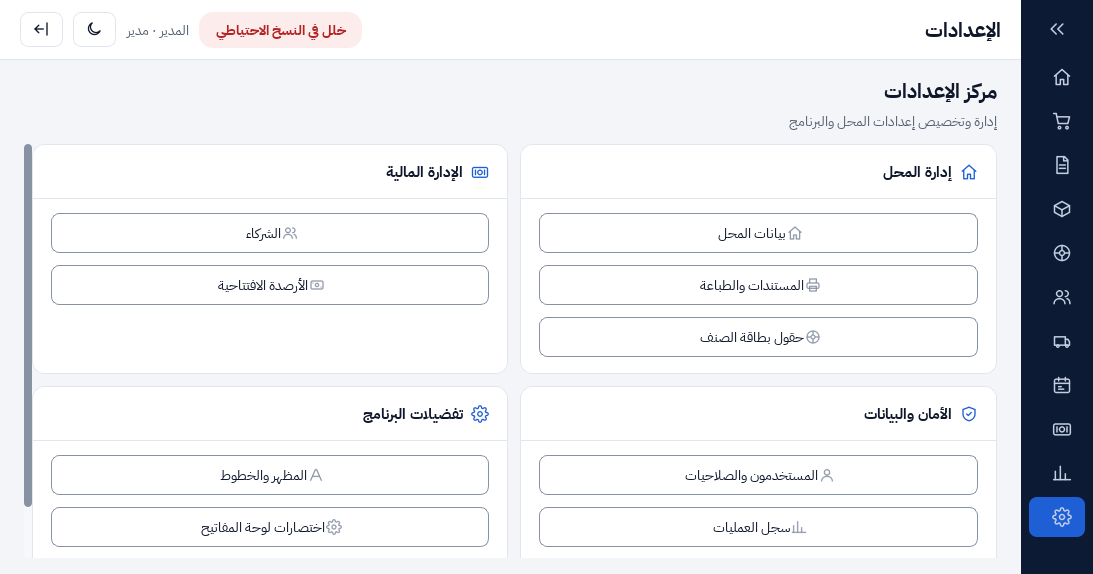 الإعدادات
خلل في النسخ الاحتياطي
المدير · مدير
مركز الإعدادات
إدارة وتخصيص إعدادات المحل والبرنامج
إدارة المحل
بيانات المحل
المستندات والطباعة
حقول بطاقة الصنف
الإدارة المالية
الشركاء
الأرصدة الافتتاحية
الأمان والبيانات
المستخدمون والصلاحيات
سجل العمليات
تفضيلات البرنامج
المظهر والخطوط
اختصارات لوحة المفاتيح